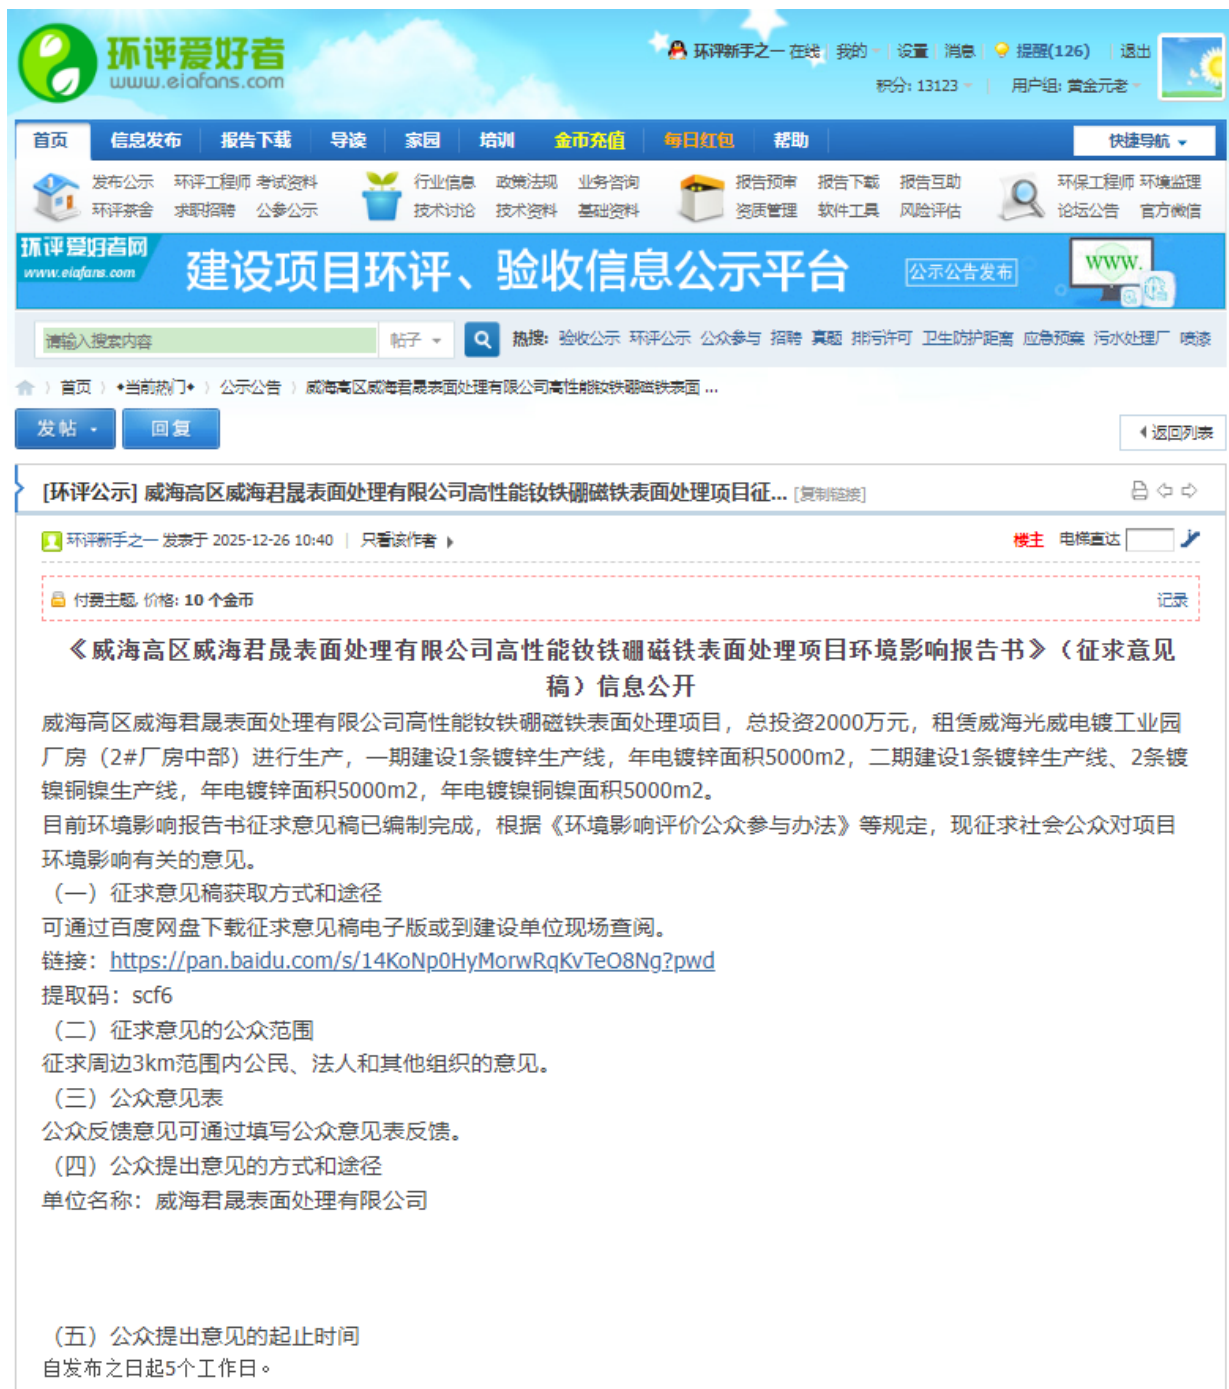 环评爱好者
www.eiafans.com
环评新手之一 在线 我的 设置 消息 提醒(126) 退出
积分: 13123 用户组: 黄金元老
首页 信息发布 报告下载 导读 家园 培训 金币充值 每日红包 帮助 快捷导航
发布公示 环评工程师 考试资料 行业信息 政策法规 业务咨询 报告预审 报告下载 报告互助 环保工程师 环境监理
环评茶舍 求职招聘 公参公示 技术讨论 技术资料 基础资料 资质管理 软件工具 风险评估 论坛公告 官方微信
环评爱好者网
www.eiafans.com
建设项目环评、验收信息公示平台
公示公告发布
WWW.
请输入搜索内容 帖子 热搜: 验收公示 环评公示 公众参与 招聘 真题 排污许可 卫生防护距离 应急预案 污水处理厂 喷漆
首页 › ◆当前热门◆ › 公示公告 › 威海高区威海君晟表面处理有限公司高性能钕铁硼磁铁表面 ...
发帖 回复 返回列表
[环评公示] 威海高区威海君晟表面处理有限公司高性能钕铁硼磁铁表面处理项目征... [复制链接]
环评新手之一 发表于 2025-12-26 10:40 | 只看该作者 楼主 电梯直达
付费主题, 价格: 10 个金币 记录
《威海高区威海君晟表面处理有限公司高性能钕铁硼磁铁表面处理项目环境影响报告书》（征求意见
稿）信息公开
威海高区威海君晟表面处理有限公司高性能钕铁硼磁铁表面处理项目，总投资2000万元，租赁威海光威电镀工业园
厂房（2#厂房中部）进行生产，一期建设1条镀锌生产线，年电镀锌面积5000m2，二期建设1条镀锌生产线、2条镀
镍铜镍生产线，年电镀锌面积5000m2，年电镀镍铜镍面积5000m2。
目前环境影响报告书征求意见稿已编制完成，根据《环境影响评价公众参与办法》等规定，现征求社会公众对项目
环境影响有关的意见。
（一）征求意见稿获取方式和途径
可通过百度网盘下载征求意见稿电子版或到建设单位现场查阅。
链接：https://pan.baidu.com/s/14KoNp0HyMorwRqKvTeO8Ng?pwd
提取码：scf6
（二）征求意见的公众范围
征求周边3km范围内公民、法人和其他组织的意见。
（三）公众意见表
公众反馈意见可通过填写公众意见表反馈。
（四）公众提出意见的方式和途径
单位名称：威海君晟表面处理有限公司
（五）公众提出意见的起止时间
自发布之日起5个工作日。